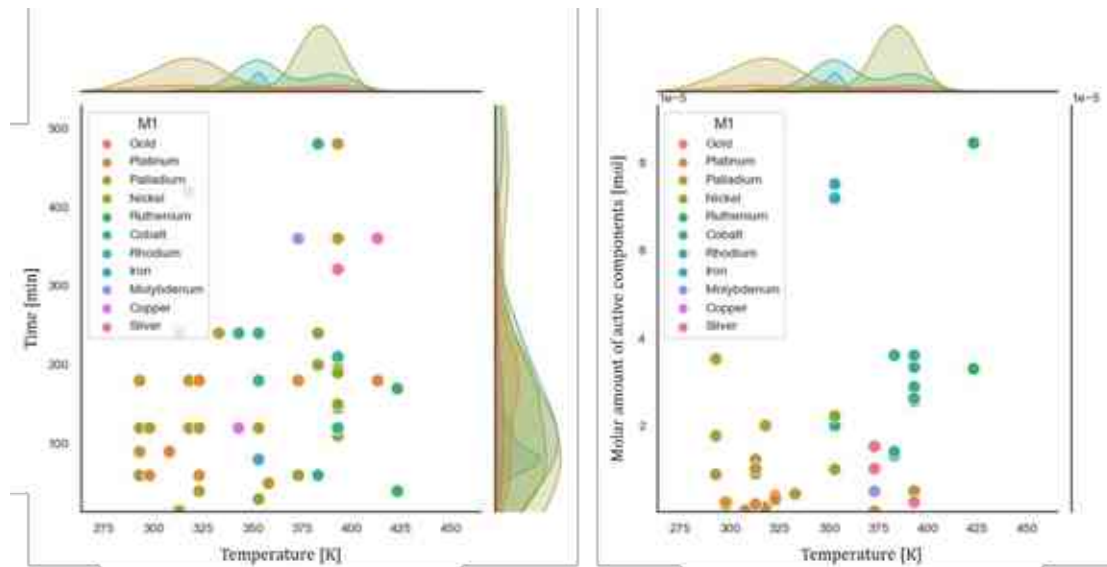 M1
Gold
Platinum
Palladium
Nickel
Ruthenium
Cobalt
Rhodium
Iron
Molybdenum
Copper
Silver
Time [min]
500
400
300
200
100
275 300 325 350 375 400 425 450
Temperature [K]
1e-5
1e-5
M1
Gold
Platinum
Palladium
Nickel
Ruthenium
Cobalt
Rhodium
Iron
Molybdenum
Copper
Silver
Molar amount of active components [mol]
8
6
4
2
275 300 325 350 375 400 425 450
Temperature [K]